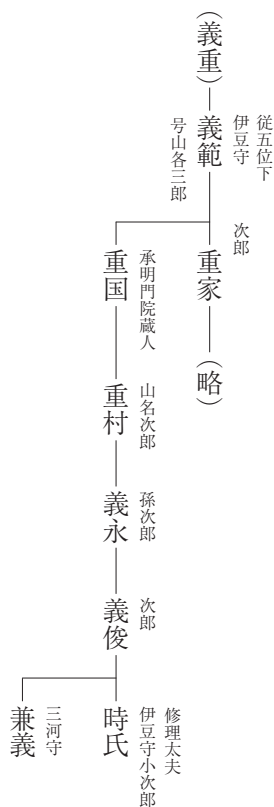 (義重)
従五位下
伊豆守
義範
号山各三郎
次郎
重家
(略)
承明門院蔵人
重国
山名次郎
重村
孫次郎
義永
次郎
義俊
修理太夫
伊豆守小次郎
時氏
三河守
兼義